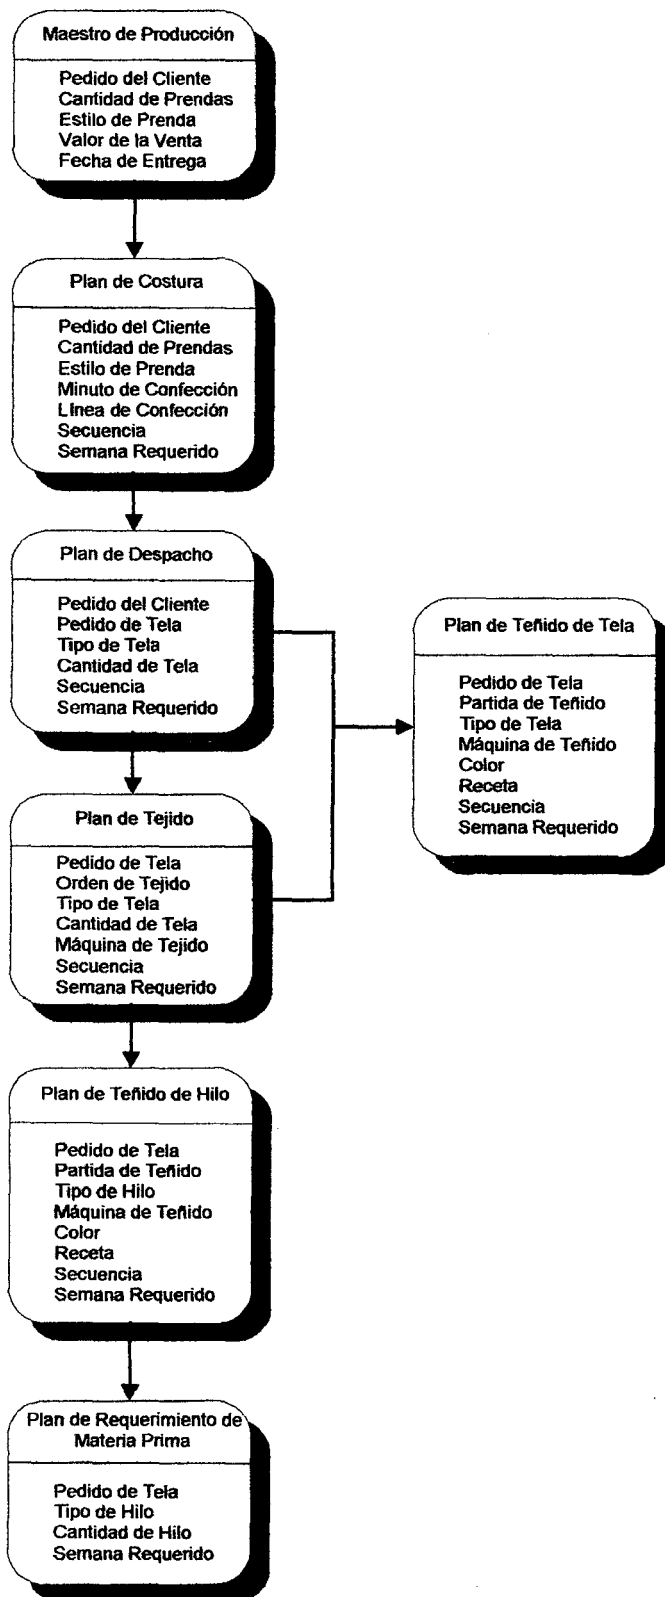 Maestro de Producción
Pedido del Cliente
Cantidad de Prendas
Estilo de Prenda
Valor de la Venta
Fecha de Entrega
Plan de Costura
Pedido del Cliente
Cantidad de Prendas
Estilo de Prenda
Minuto de Confección
Línea de Confección
Secuencia
Semana Requerido
Plan de Despacho
Pedido del Cliente
Pedido de Tela
Tipo de Tela
Cantidad de Tela
Secuencia
Semana Requerido
Plan de Teñido de Tela
Pedido de Tela
Partida de Teñido
Tipo de Tela
Máquina de Teñido
Color
Receta
Secuencia
Semana Requerido
Plan de Tejido
Pedido de Tela
Orden de Tejido
Tipo de Tela
Cantidad de Tela
Máquina de Tejido
Secuencia
Semana Requerido
Plan de Teñido de Hilo
Pedido de Tela
Partida de Teñido
Tipo de Hilo
Máquina de Teñido
Color
Receta
Secuencia
Semana Requerido
Plan de Requerimiento de
Materia Prima
Pedido de Tela
Tipo de Hilo
Cantidad de Hilo
Semana Requerido